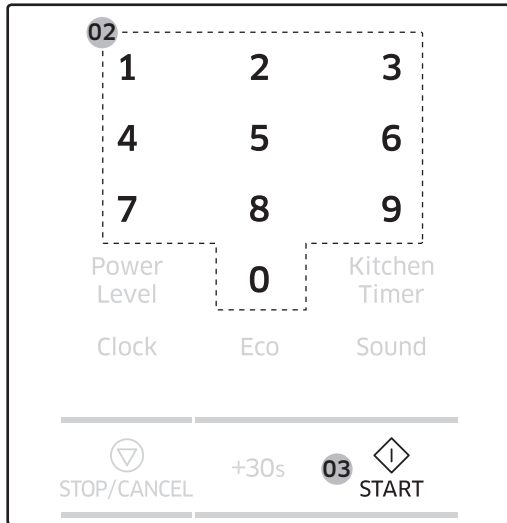 02
1 2 3
4 5 6
7 8 9
Power Level 0 Kitchen Timer
Clock Eco Sound
+30s 03
STOP/CANCEL START